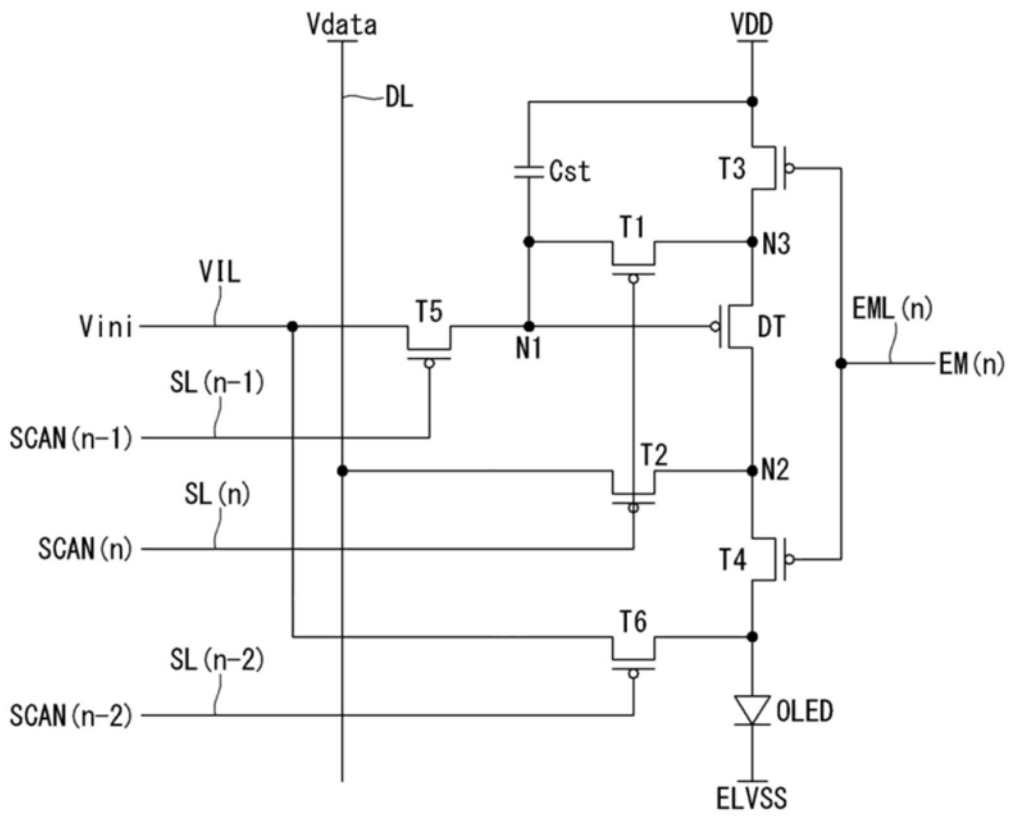 Vdata
VDD
DL
T3
Cst
T1
N3
VIL
T5
EML(n)
Vini
N1
DT
EM(n)
SL(n-1)
SCAN(n-1)
T2
N2
SL(n)
SCAN(n)
T4
T6
SL(n-2)
SCAN(n-2)
OLED
ELVSS